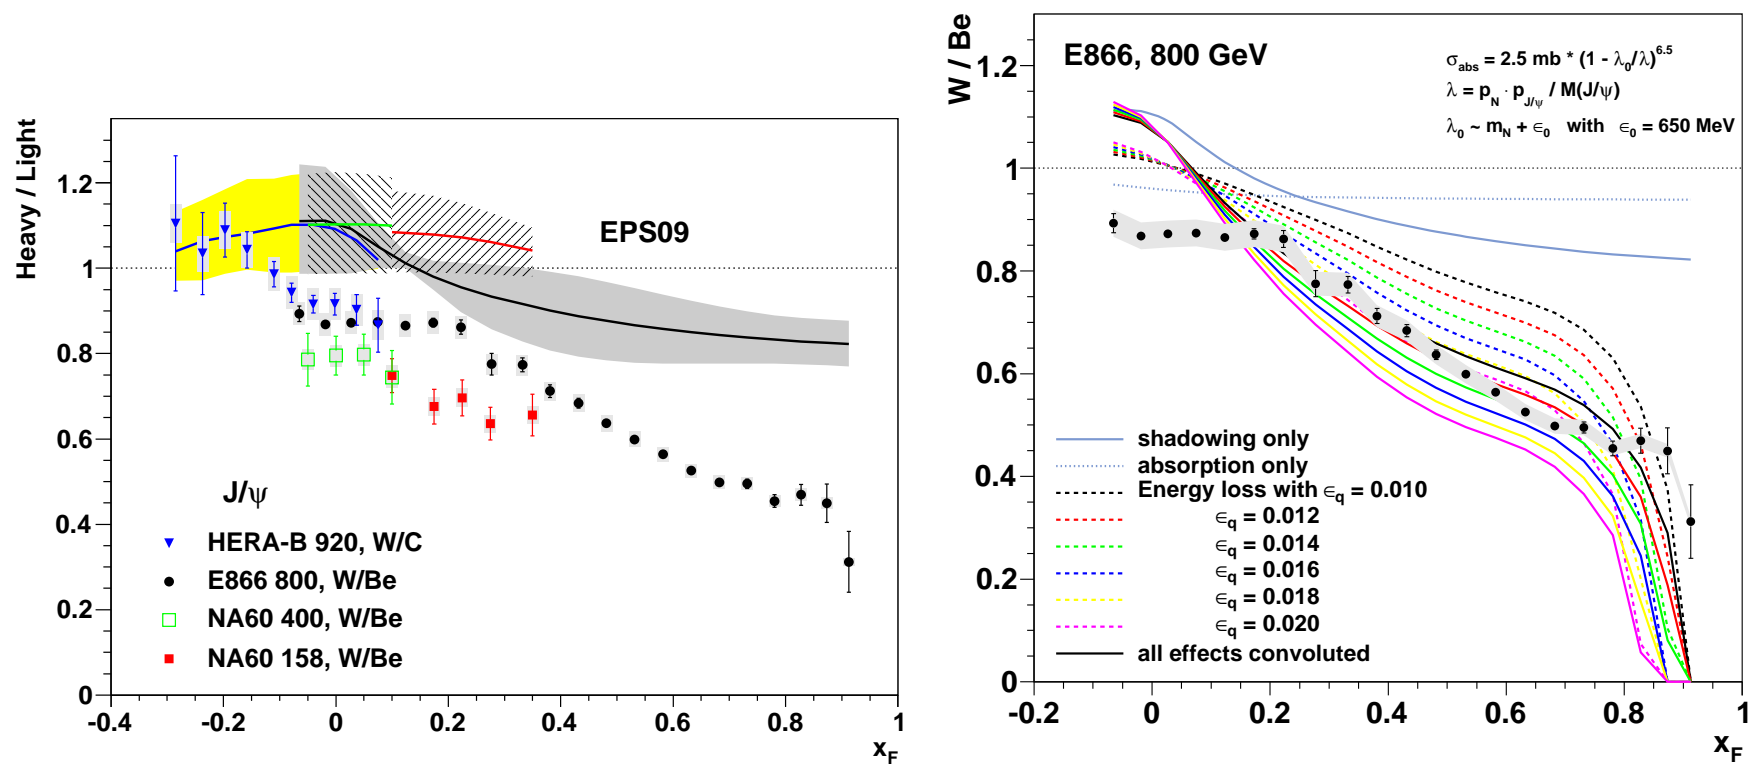 Heavy / Light
1.2
1
0.8
0.6
0.4
0.2
0
-0.4
-0.2
0
0.2
0.4
0.6
0.8
1
x_F
EPS09
J/ψ
HERA-B 920, W/C
E866 800, W/Be
NA60 400, W/Be
NA60 158, W/Be
W / Be
1.2
1
0.8
0.6
0.4
0.2
0
-0.2
0
0.2
0.4
0.6
0.8
1
x_F
E866, 800 GeV
σ_abs = 2.5 mb * (1 - λ_0/λ)^6.5
λ = p_N · p_J/ψ / M(J/ψ)
λ_0 ~ m_N + ϵ_0 with ϵ_0 = 650 MeV
shadowing only
absorption only
Energy loss with ϵ_q = 0.010
ϵ_q = 0.012
ϵ_q = 0.014
ϵ_q = 0.016
ϵ_q = 0.018
ϵ_q = 0.020
all effects convoluted